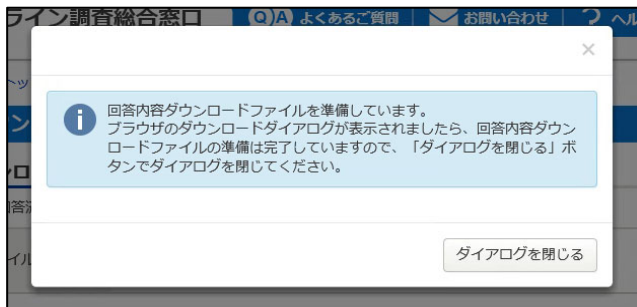 ライン調査総合窓口 Q A よくあるご質問 お問い合わせ ? ヘル
×
回答内容ダウンロードファイルを準備しています。
ブラウザのダウンロードダイアログが表示されましたら、回答内容ダウン
ロードファイルの準備は完了していますので、「ダイアログを閉じる」ボ
タンでダイアログを閉じてください。
ダイアログを閉じる